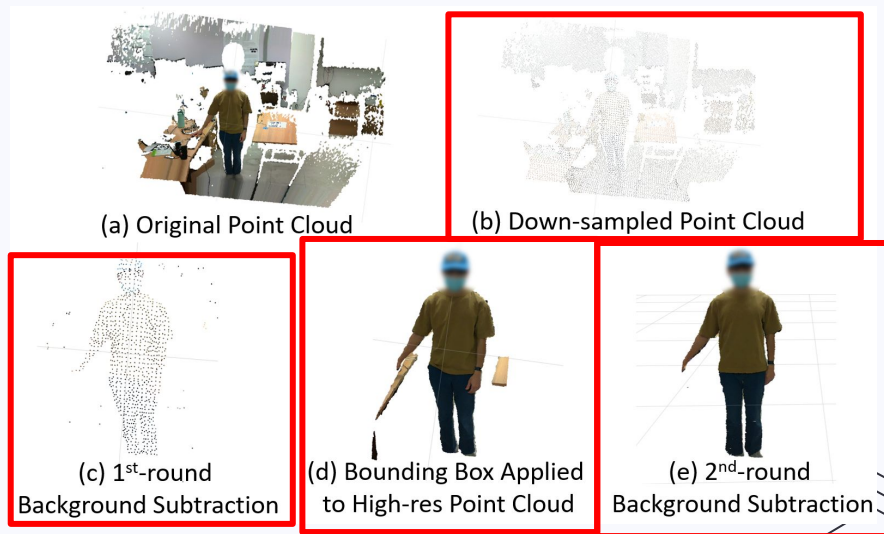 (a) Original Point Cloud
(b) Down-sampled Point Cloud
(c) 1st-round
Background Subtraction
(d) Bounding Box Applied
to High-res Point Cloud
(e) 2nd-round
Background Subtraction